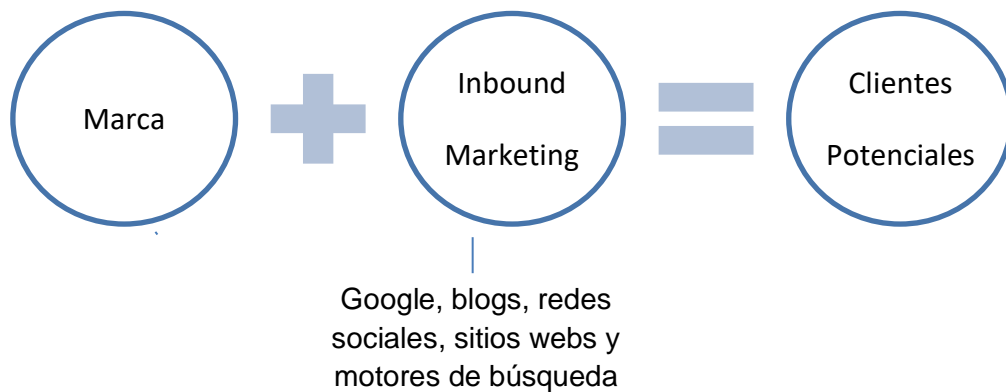 Marca
Inbound
Marketing
Clientes
Potenciales
Google, blogs, redes
sociales, sitios webs y
motores de búsqueda